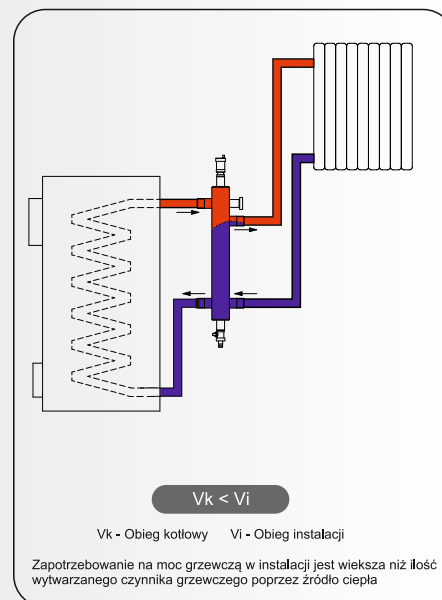 Vk < Vi
Vk - Obieg kotłowy Vi - Obieg instalacji
Zapotrzebowanie na moc grzewczą w instalacji jest wieksza niż ilość
wytwarzanego czynnika grzewczego poprzez źródło ciepła